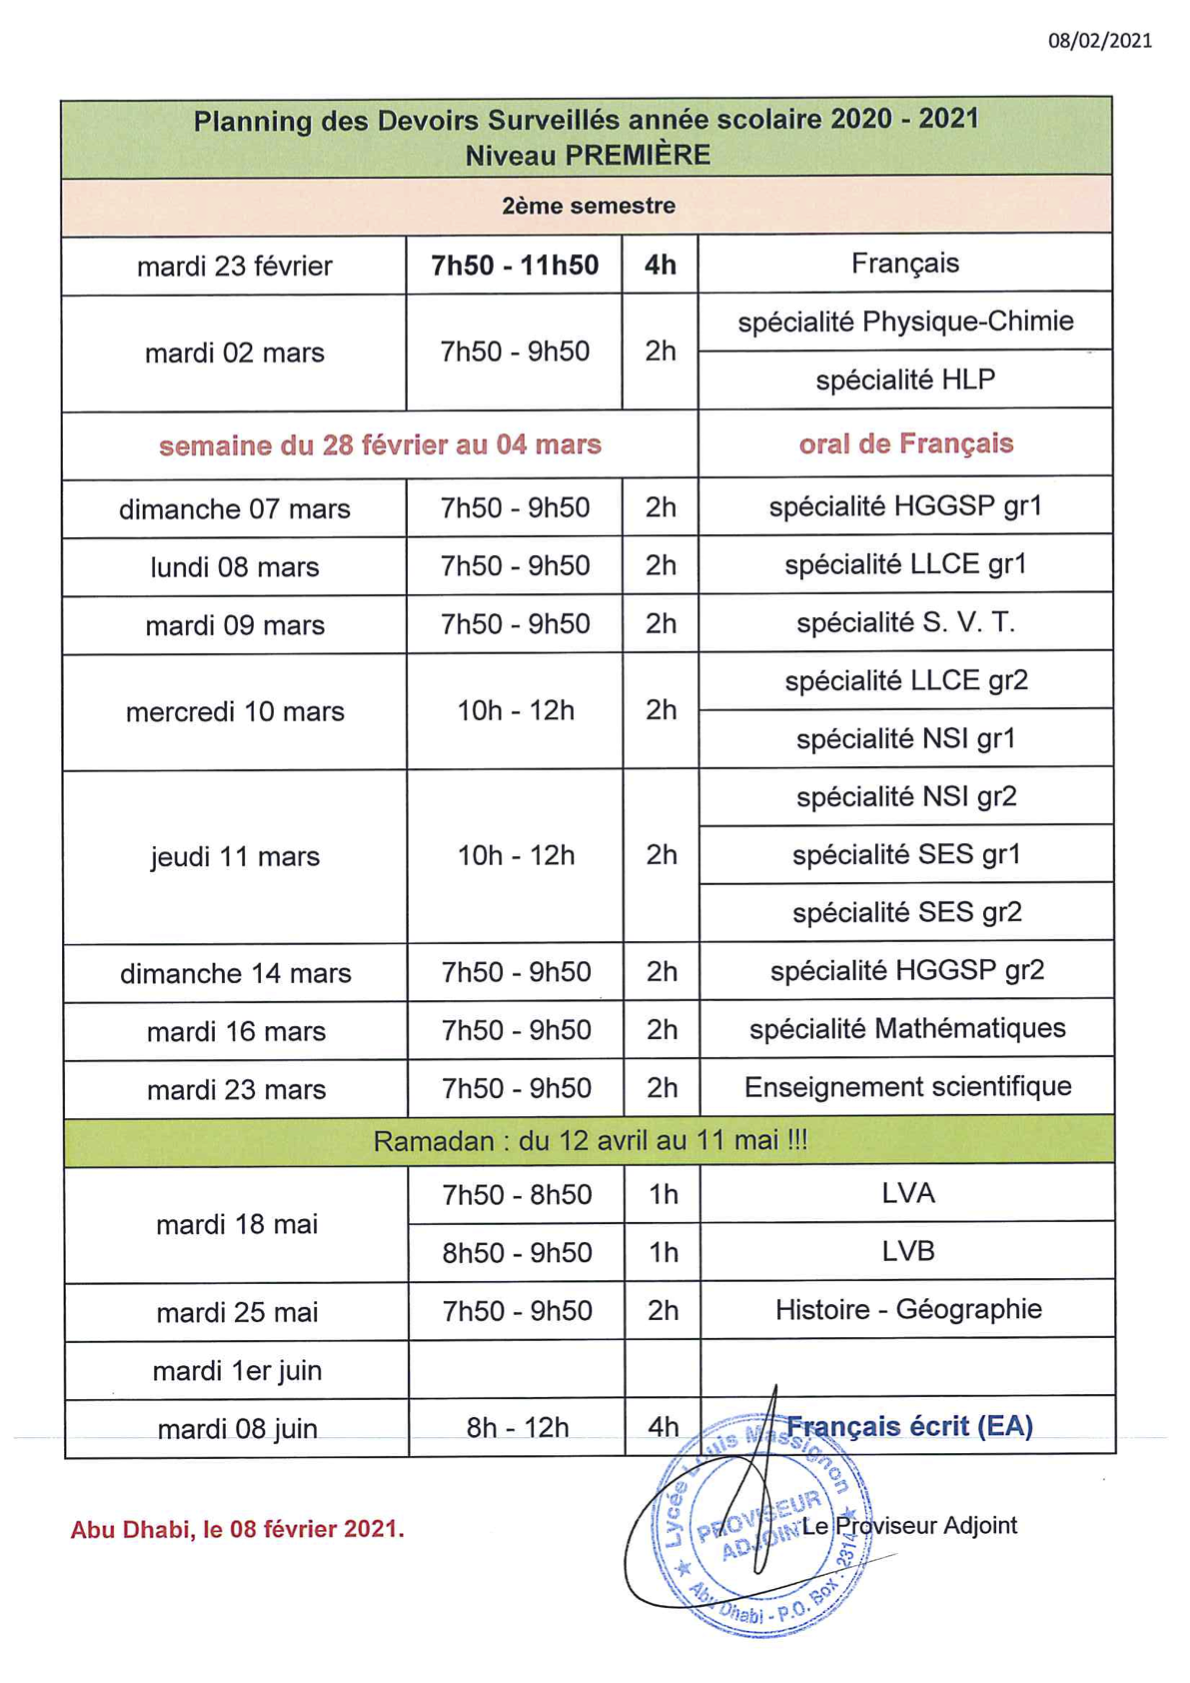 08/02/2021
Planning des Devoirs Surveillés année scolaire 2020 - 2021
Niveau PREMIÈRE
2ème semestre
mardi 23 février 7h50 - 11h50 4h Français
mardi 02 mars 7h50 - 9h50 2h spécialité Physique-Chimie
spécialité HLP
semaine du 28 février au 04 mars oral de Français
dimanche 07 mars 7h50 - 9h50 2h spécialité HGGSP gr1
lundi 08 mars 7h50 - 9h50 2h spécialité LLCE gr1
mardi 09 mars 7h50 - 9h50 2h spécialité S. V. T.
mercredi 10 mars 10h - 12h 2h spécialité LLCE gr2
spécialité NSI gr1
jeudi 11 mars 10h - 12h 2h spécialité NSI gr2
spécialité SES gr1
spécialité SES gr2
dimanche 14 mars 7h50 - 9h50 2h spécialité HGGSP gr2
mardi 16 mars 7h50 - 9h50 2h spécialité Mathématiques
mardi 23 mars 7h50 - 9h50 2h Enseignement scientifique
Ramadan : du 12 avril au 11 mai !!!
mardi 18 mai 7h50 - 8h50 1h LVA
8h50 - 9h50 1h LVB
mardi 25 mai 7h50 - 9h50 2h Histoire - Géographie
mardi 1er juin
mardi 08 juin 8h - 12h 4h Français écrit (EA)
Abu Dhabi, le 08 février 2021. Le Proviseur Adjoint
Lycée Louis Massignon
PROVISEUR
ADJOINT
Abu Dhabi - P.O. Box : 2314